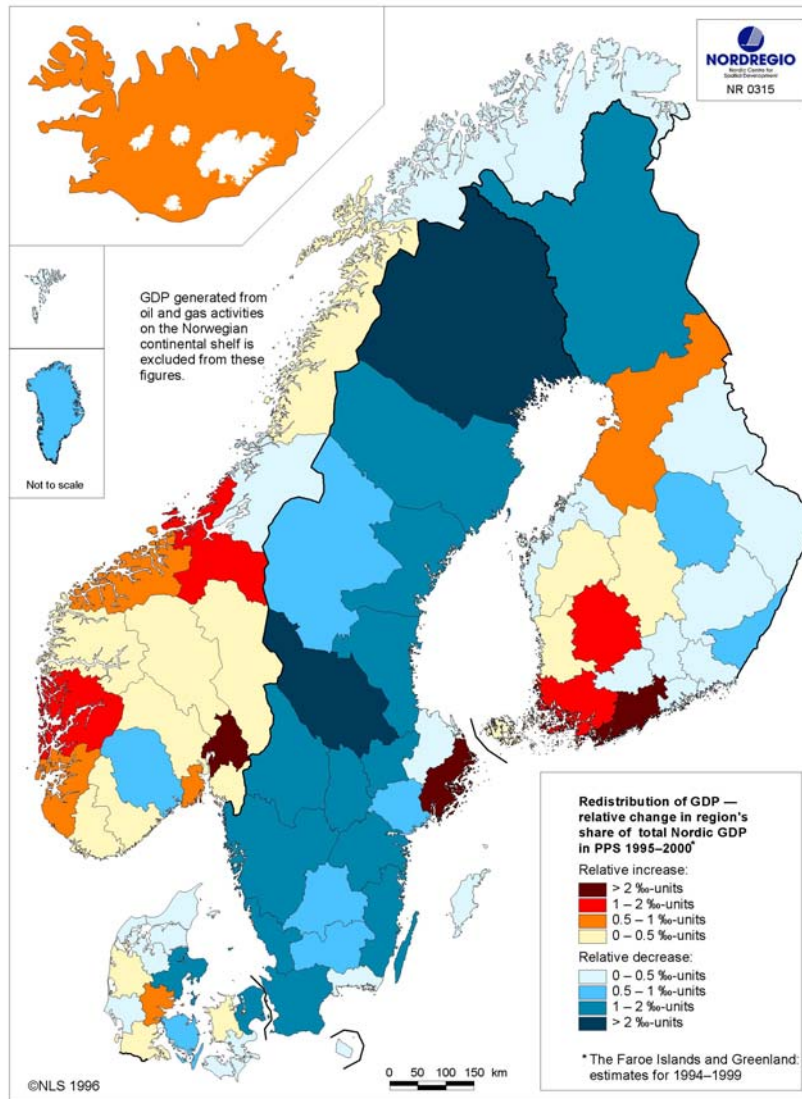 NORDREGIO
Nordic Centre for
Spatial Development
NR 0315
GDP generated from
oil and gas activities
on the Norwegian
continental shelf is
excluded from these
figures.
Not to scale
Redistribution of GDP —
relative change in region's
share of total Nordic GDP
in PPS 1995–2000*
Relative increase:
> 2 ‰-units
1 – 2 ‰-units
0.5 – 1 ‰-units
0 – 0.5 ‰-units
Relative decrease:
0 – 0.5 ‰-units
0.5 – 1 ‰-units
1 – 2 ‰-units
> 2 ‰-units
* The Faroe Islands and Greenland:
estimates for 1994–1999
©NLS 1996
0 50 100 150 km